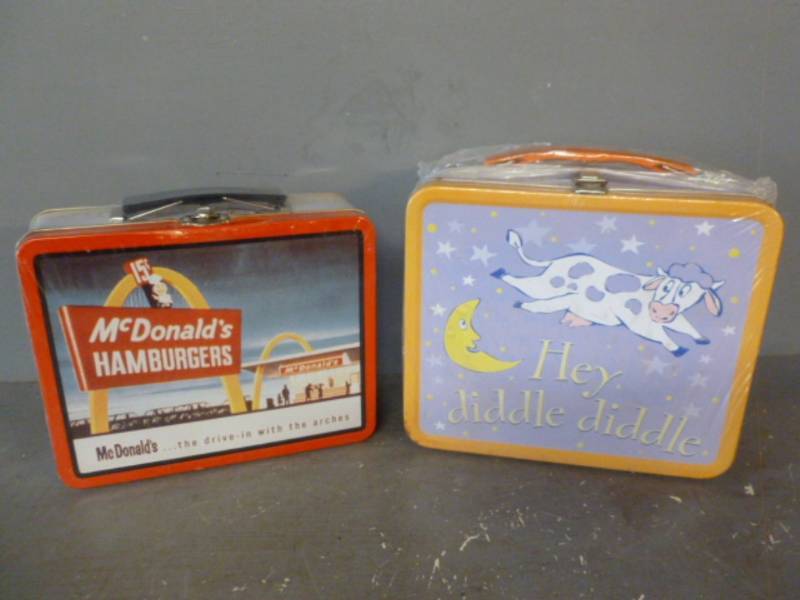 15¢
McDonald's
HAMBURGERS
McDonald's
McDonald's ...the drive-in with the arches
Hey
diddle diddle